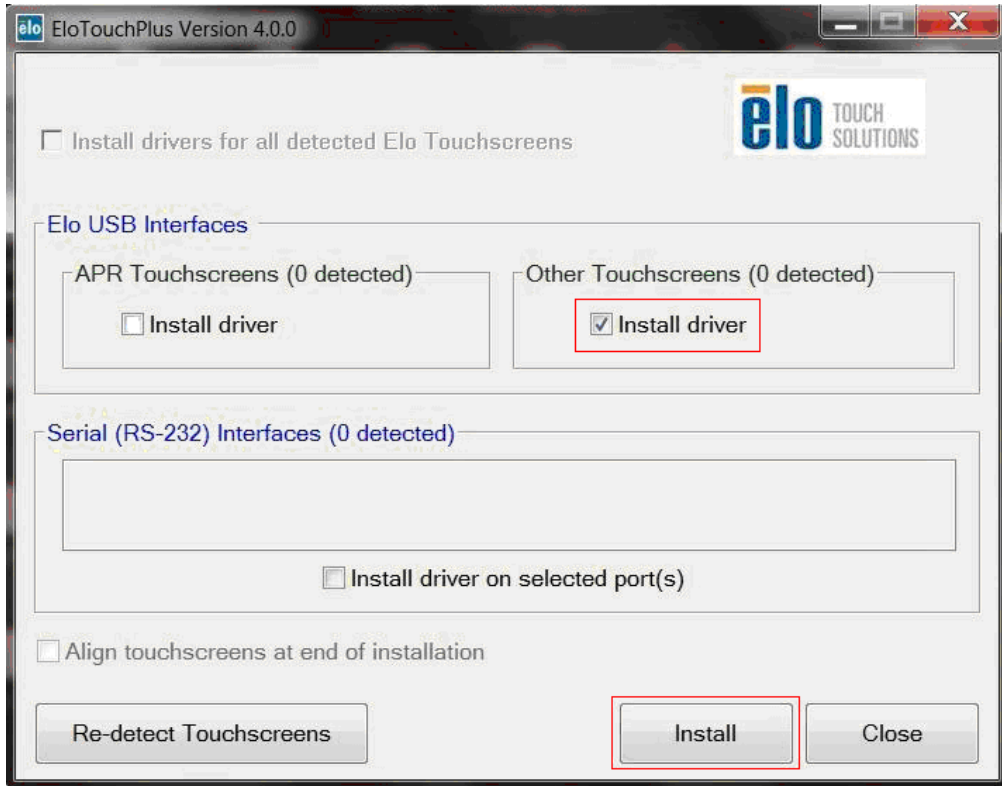 elo EloTouchPlus Version 4.0.0
Install drivers for all detected Elo Touchscreens
elo TOUCH SOLUTIONS
Elo USB Interfaces
APR Touchscreens (0 detected)
Install driver
Other Touchscreens (0 detected)
Install driver
Serial (RS-232) Interfaces (0 detected)
Install driver on selected port(s)
Align touchscreens at end of installation
Re-detect Touchscreens
Install
Close